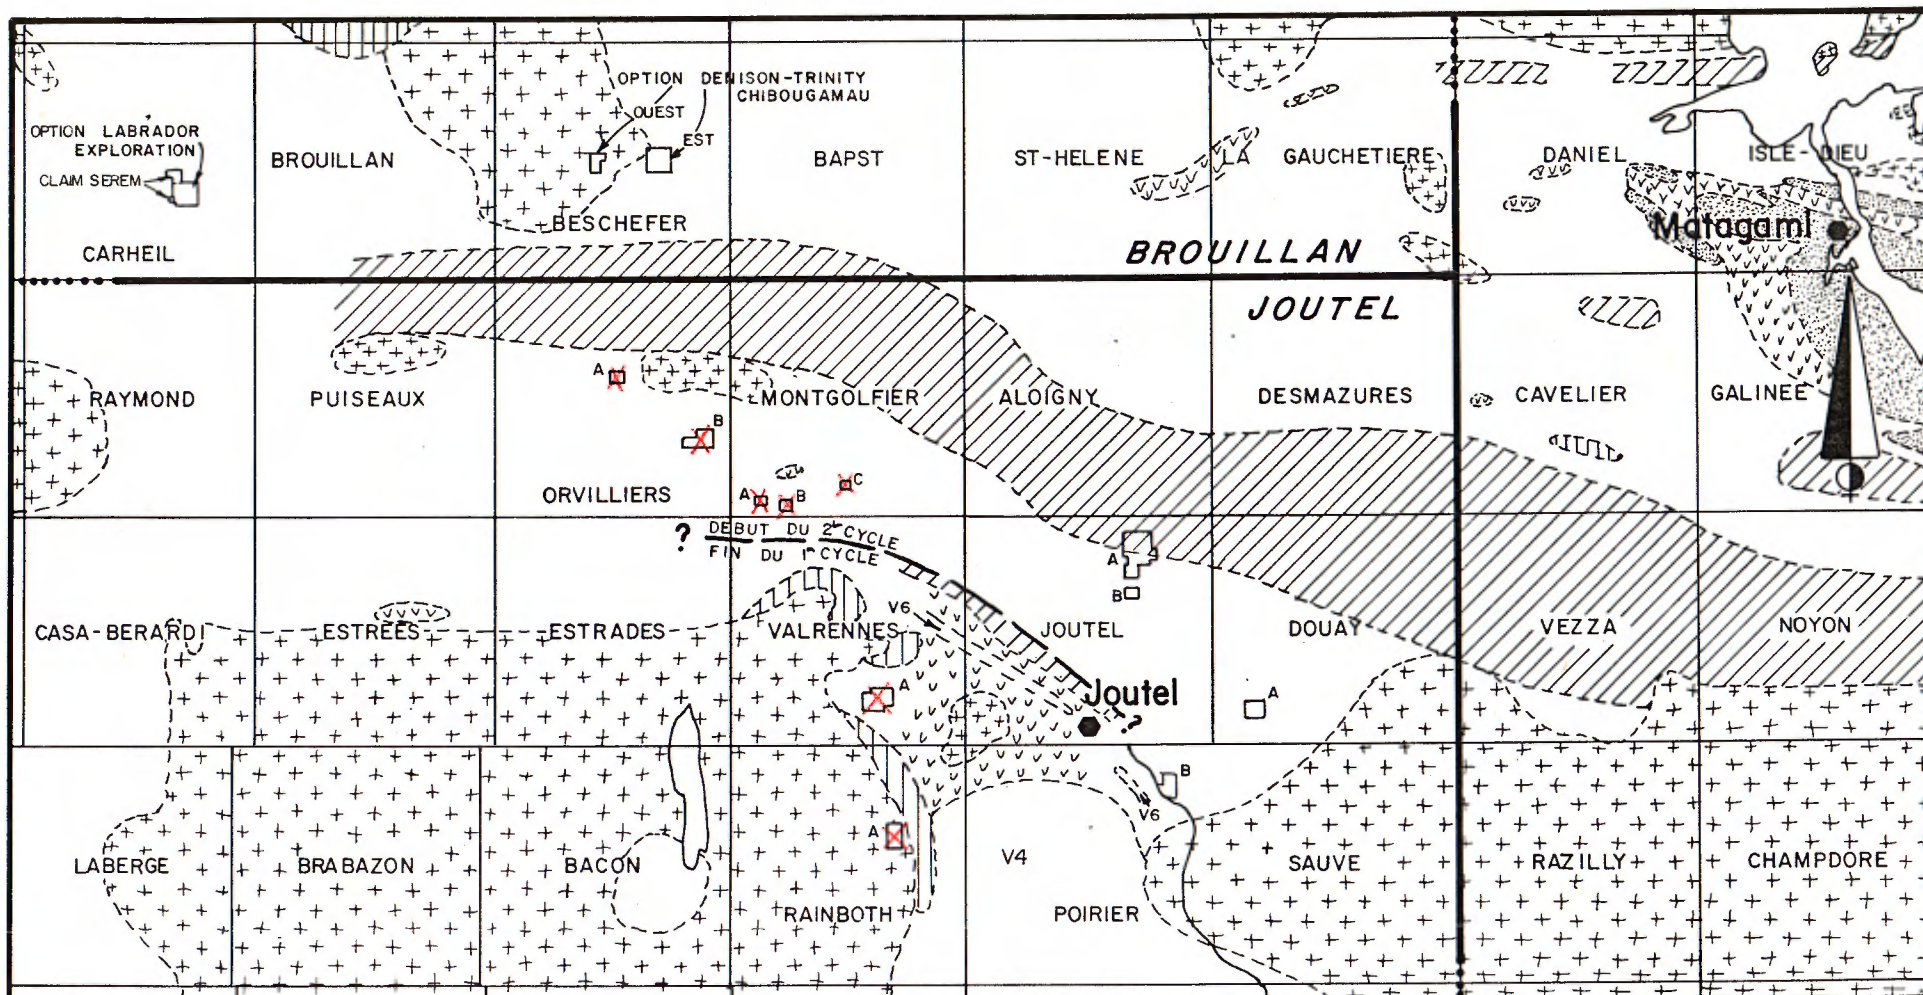 OPTION DENISON-TRINITY
CHIBOUGAMAU
OUEST
EST
OPTION LABRADOR
EXPLORATION
CLAIM SEREM
BROUILLAN
BAPST
ST-HELENE
LA GAUCHETIERE
DANIEL
ISLE-DIEU
BESCHEFER
CARHEIL
Matagami
BROUILLAN
JOUTEL
A
RAYMOND
PUISEAUX
MONTGOLFIER
ALOIGNY
DESMAZURES
CAVELIER
GALINEE
B
ORVILLIERS
A
B
C
? DEBUT DU 2e CYCLE
FIN DU 1er CYCLE
A
B
V6
CASA-BERARDI
ESTREES
ESTRADES
VALRENNES
JOUTEL
DOUAY
VEZZA
NOYON
A
Joutel
A
?
B
V6
A
LABERGE
BRABAZON
BACON
V4
SAUVE
RAZILLY
CHAMPDORE
RAINBOTH
POIRIER